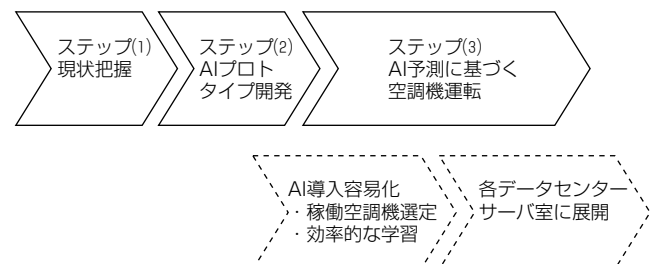 ステップ(1)
現状把握
ステップ(2)
AIプロト
タイプ開発
ステップ(3)
AI予測に基づく
空調機運転
AI導入容易化
・稼働空調機選定
・効率的な学習
各データセンター
サーバ室に展開